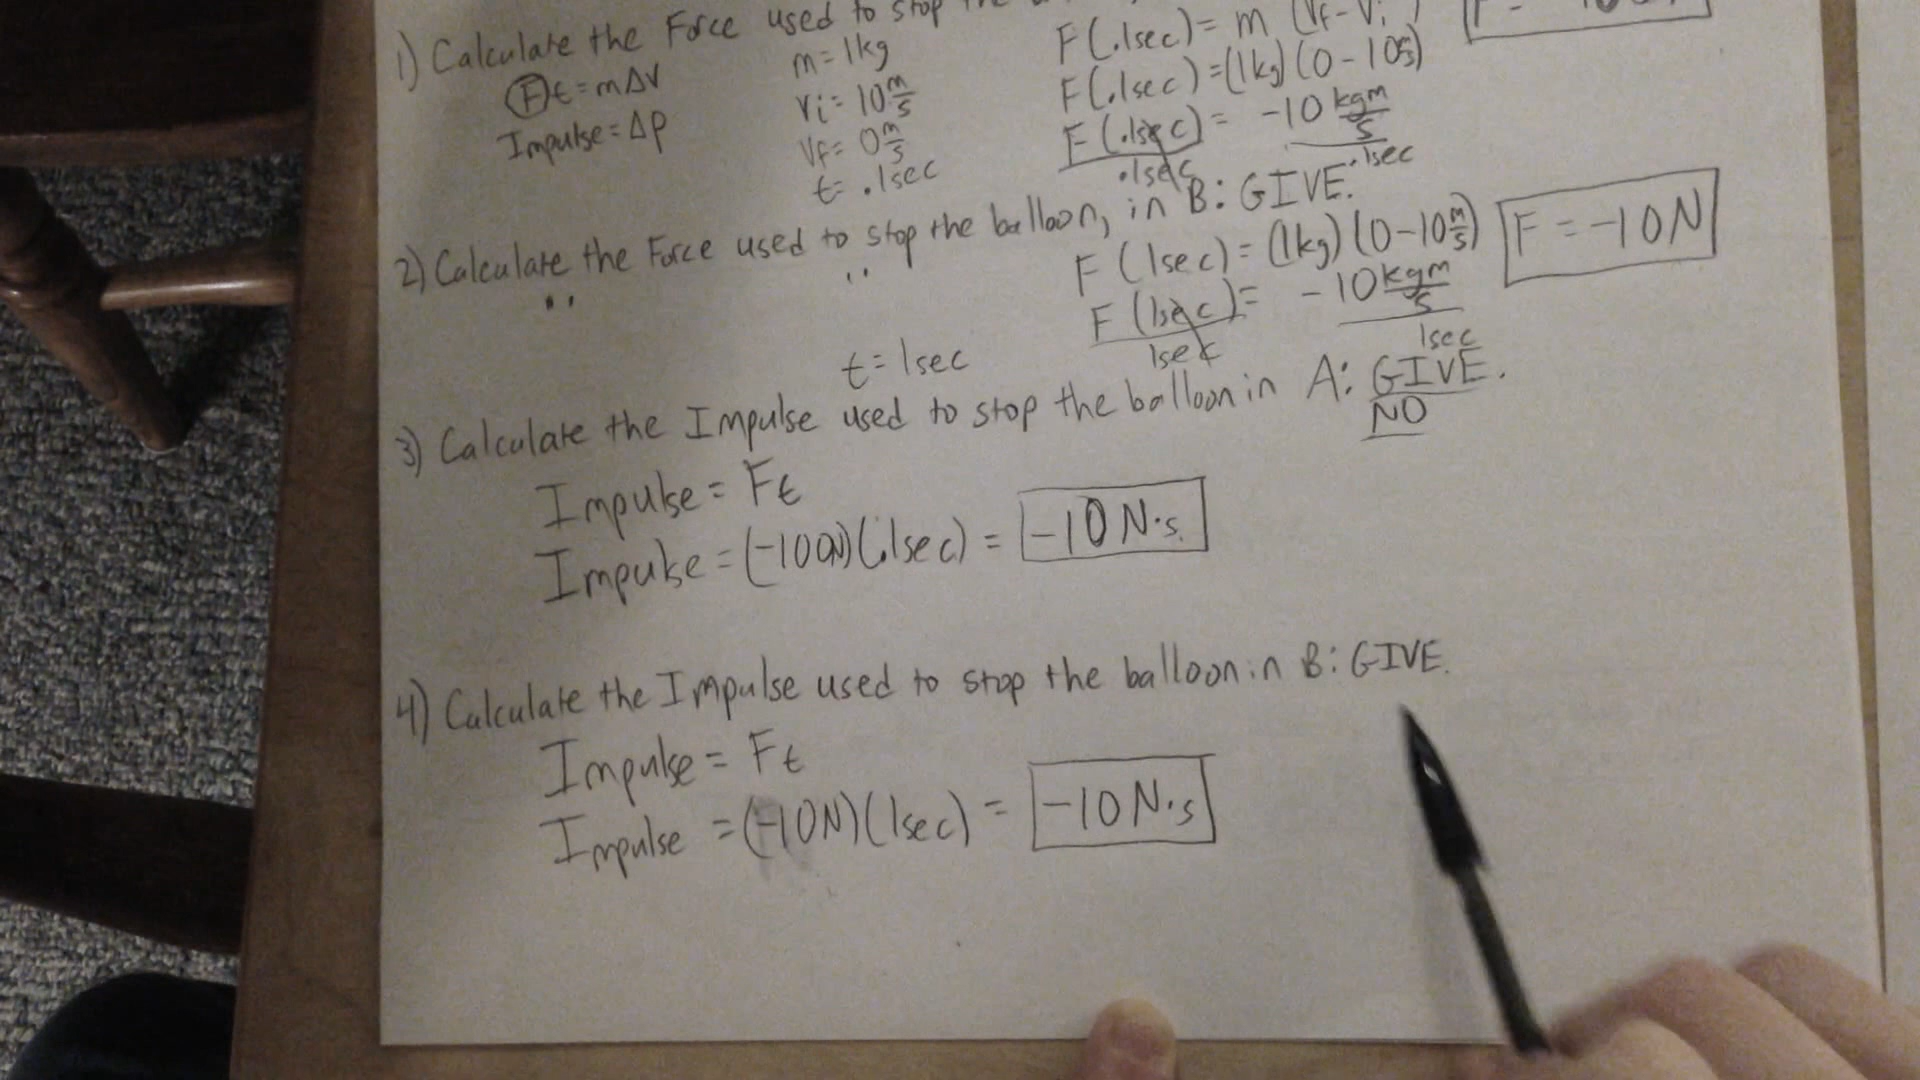 1) Calculate the Force used to stop
Ft = mΔV
Impulse = Δp
m = 1kg
Vi = 10 m/s
Vf = 0 m/s
t = .1sec
F(.1sec) = m (Vf - Vi)
F(.1sec) = (1kg)(0 - 10 m/s)
F(.1sec) = -10 kgm/s
.1sec .1sec
2) Calculate the Force used to stop the balloon, in B: GIVE.
" "
t = 1sec
F(1sec) = (1kg)(0 - 10 m/s)
F(1sec) = -10 kgm/s
1sec 1sec
F = -10N
3) Calculate the Impulse used to stop the balloon in A: GIVE.
NO
Impulse = Ft
Impulse = (-100N)(.1sec) = -10 N·s
4) Calculate the Impulse used to stop the balloon in B: GIVE.
Impulse = Ft
Impulse = (-10N)(1sec) = -10 N·s